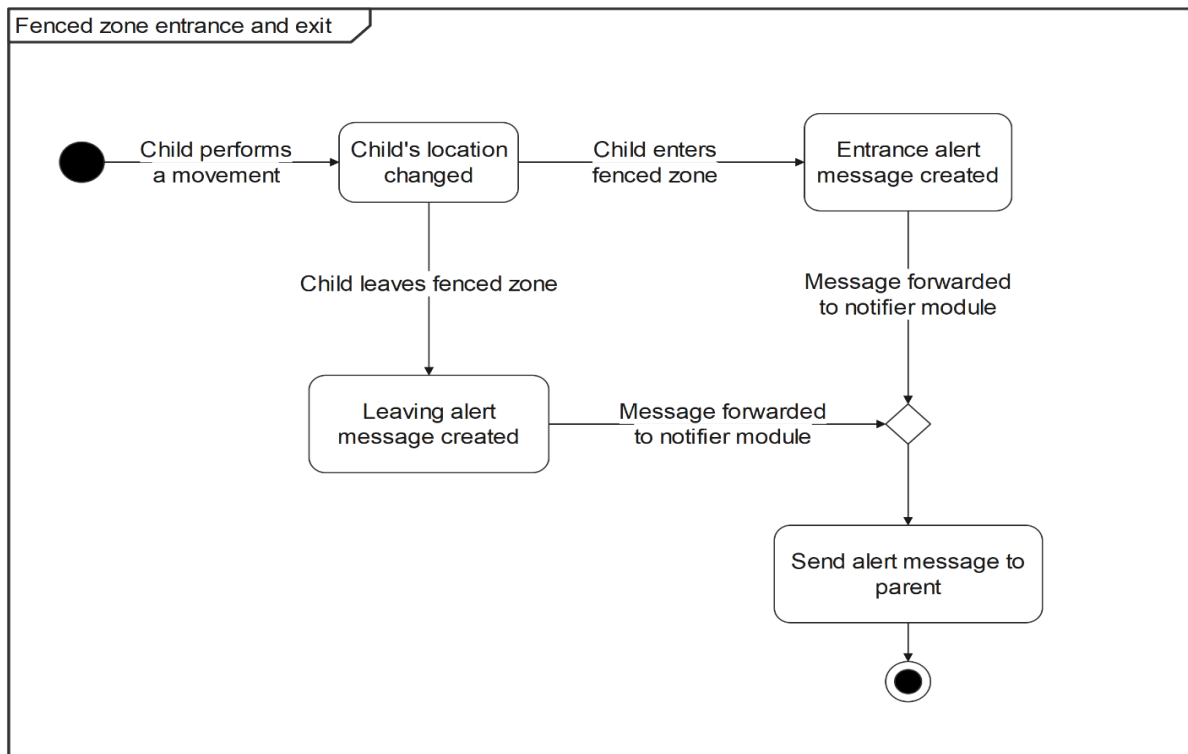 Fenced zone entrance and exit
Child performs
a movement
Child's location
changed
Child enters
fenced zone
Entrance alert
message created
Child leaves fenced zone
Message forwarded
to notifier module
Leaving alert
message created
Message forwarded
to notifier module
Send alert message to
parent